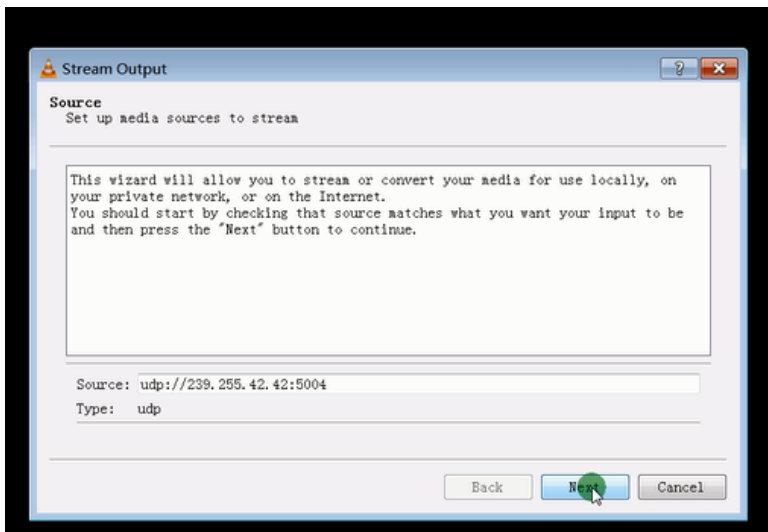 Stream Output
Source
Set up media sources to stream
This wizard will allow you to stream or convert your media for use locally, on
your private network, or on the Internet.
You should start by checking that source matches what you want your input to be
and then press the "Next" button to continue.
Source: udp://239.255.42.42:5004
Type: udp
Back Next Cancel